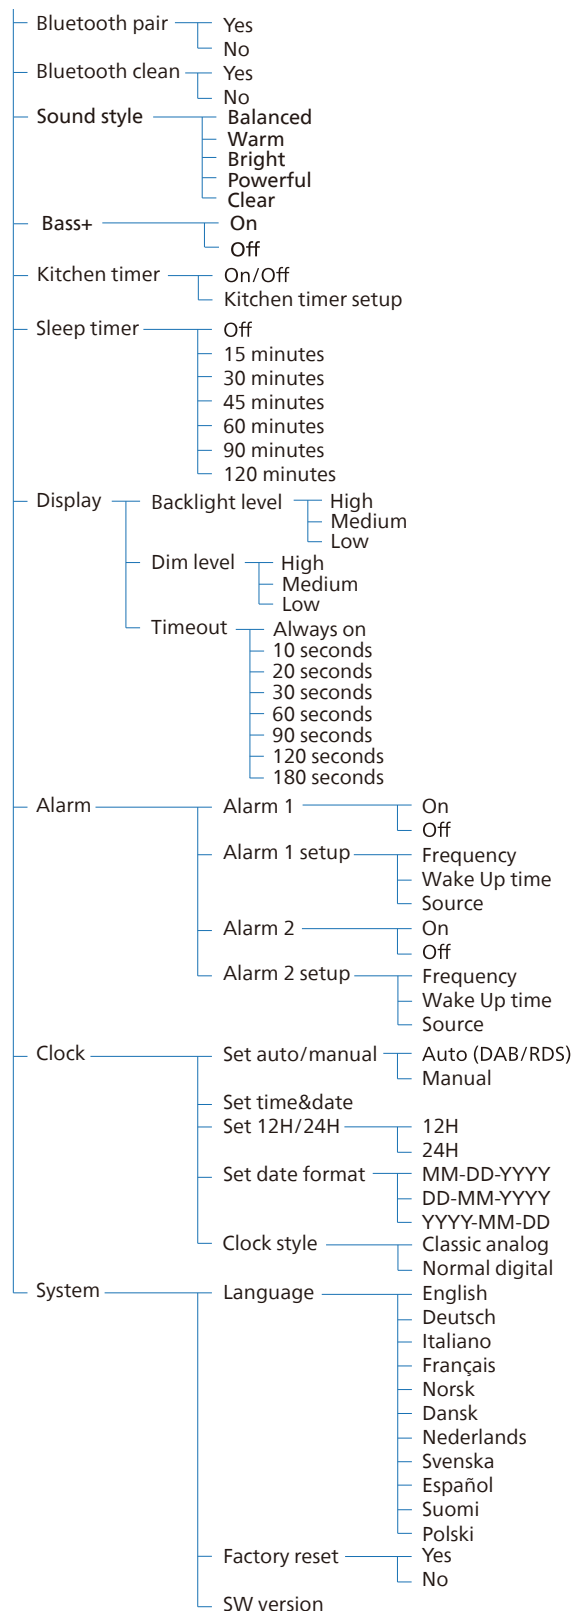 Bluetooth pair Yes
No
Bluetooth clean Yes
No
Sound style Balanced
Warm
Bright
Powerful
Clear
Bass+ On
Off
Kitchen timer On/Off
Kitchen timer setup
Sleep timer Off
15 minutes
30 minutes
45 minutes
60 minutes
90 minutes
120 minutes
Display Backlight level High
Medium
Low
Dim level High
Medium
Low
Timeout Always on
10 seconds
20 seconds
30 seconds
60 seconds
90 seconds
120 seconds
180 seconds
Alarm Alarm 1 On
Off
Alarm 1 setup Frequency
Wake Up time
Source
Alarm 2 On
Off
Alarm 2 setup Frequency
Wake Up time
Source
Clock Set auto/manual Auto (DAB/RDS)
Manual
Set time&date
Set 12H/24H 12H
24H
Set date format MM-DD-YYYY
DD-MM-YYYY
YYYY-MM-DD
Clock style Classic analog
Normal digital
System Language English
Deutsch
Italiano
Français
Norsk
Dansk
Nederlands
Svenska
Español
Suomi
Polski
Factory reset Yes
No
SW version